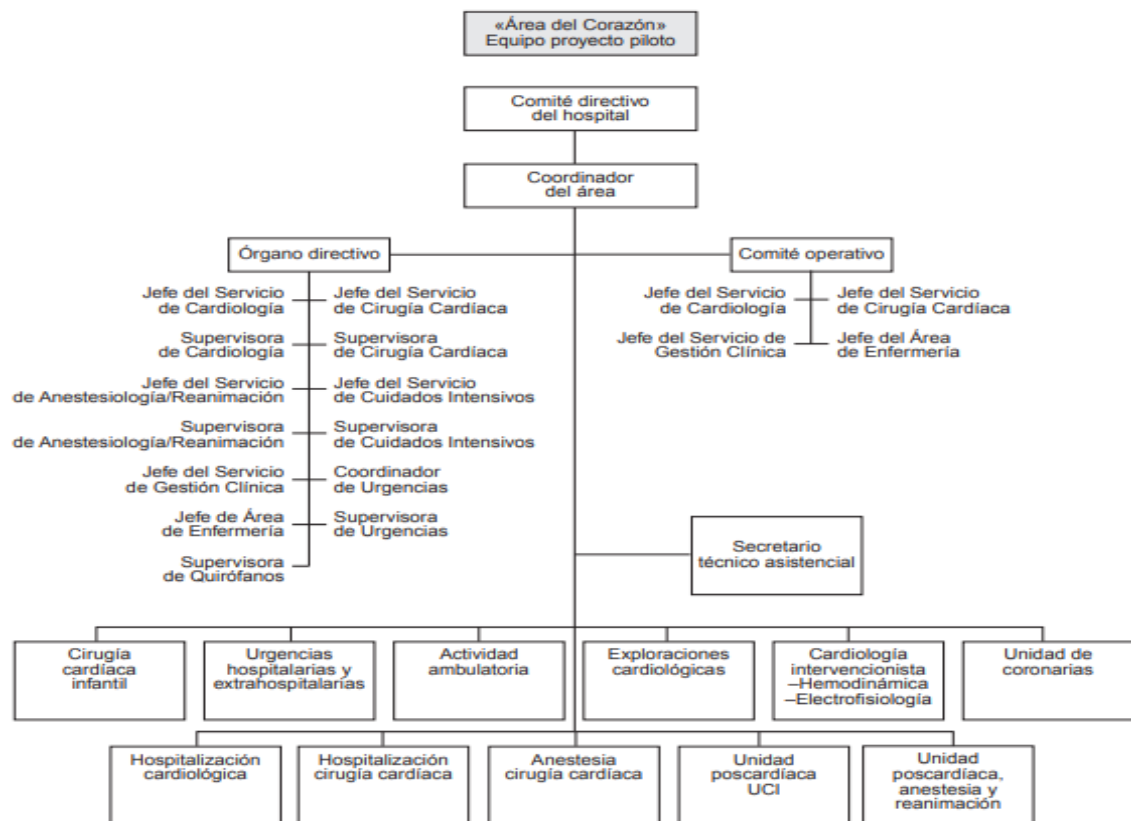 «Área del Corazón»
Equipo proyecto piloto
Comité directivo
del hospital
Coordinador
del área
Órgano directivo
Comité operativo
Jefe del Servicio
de Cardiología
Jefe del Servicio
de Cirugía Cardíaca
Supervisora
de Cardiología
Supervisora
de Cirugía Cardíaca
Jefe del Servicio
de Anestesiología/Reanimación
Jefe del Servicio
de Cuidados Intensivos
Supervisora
de Anestesiología/Reanimación
Supervisora
de Cuidados Intensivos
Jefe del Servicio
de Gestión Clínica
Coordinador
de Urgencias
Jefe de Área
de Enfermería
Supervisora
de Urgencias
Supervisora
de Quirófanos
Jefe del Servicio
de Cardiología
Jefe del Servicio
de Cirugía Cardíaca
Jefe del Servicio de
Gestión Clínica
Jefe del Área
de Enfermería
Secretario
técnico asistencial
Cirugía
cardíaca
infantil
Urgencias
hospitalarias y
extrahospitalarias
Actividad
ambulatoria
Exploraciones
cardiológicas
Cardiología
intervencionista
–Hemodinámica
–Electrofisiología
Unidad de
coronarias
Hospitalización
cardiológica
Hospitalización
cirugía cardíaca
Anestesia
cirugía cardíaca
Unidad
poscardíaca
UCI
Unidad
poscardíaca,
anestesia y
reanimación